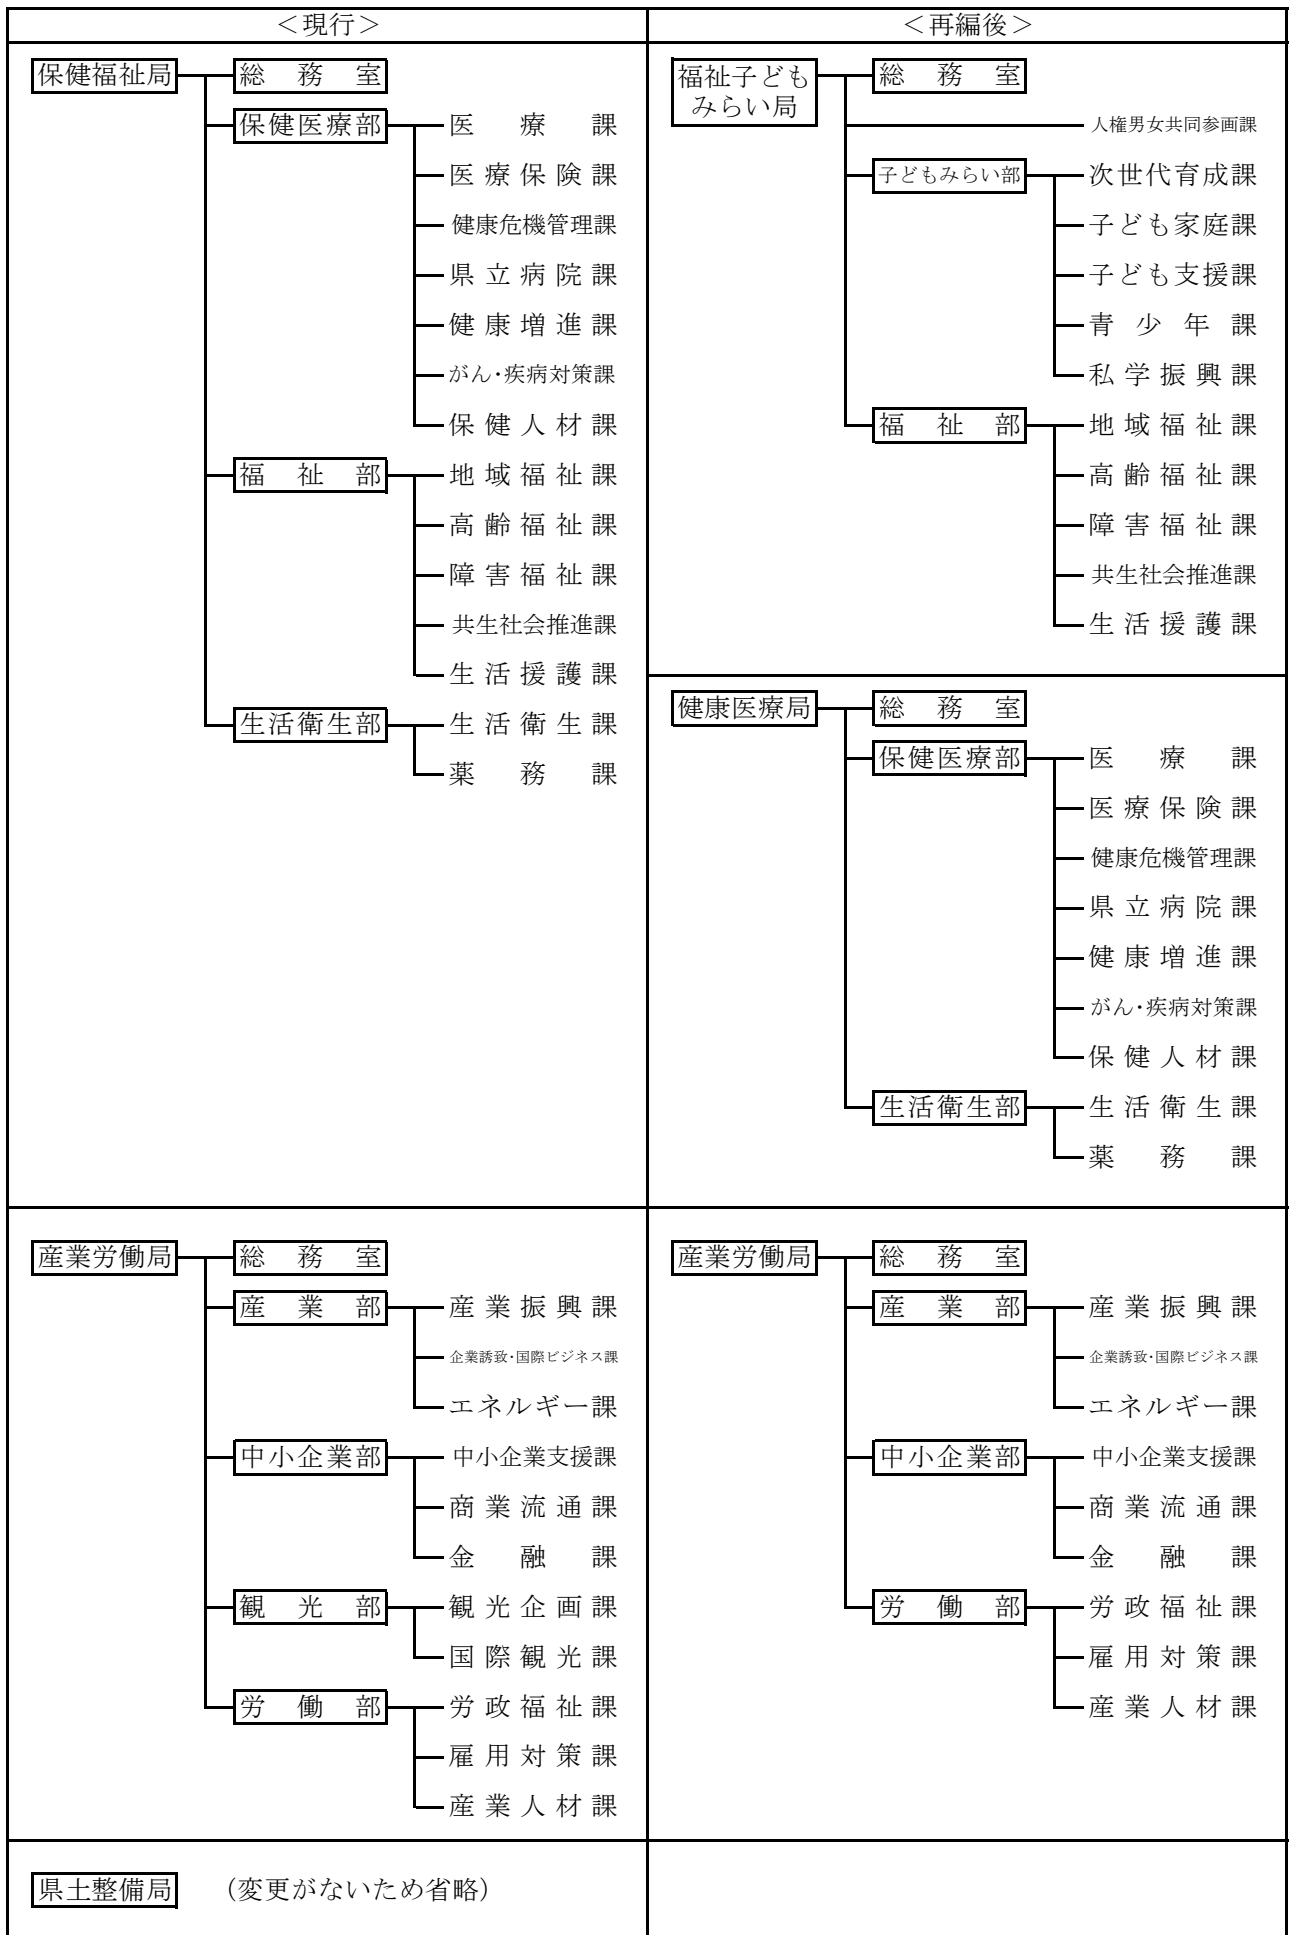 ＜現行＞
保健福祉局
総務室
保健医療部
医療課
医療保険課
健康危機管理課
県立病院課
健康増進課
がん・疾病対策課
保健人材課
福祉部
地域福祉課
高齢福祉課
障害福祉課
共生社会推進課
生活援護課
生活衛生部
生活衛生課
薬務課
＜再編後＞
福祉子ども
みらい局
総務室
人権男女共同参画課
子どもみらい部
次世代育成課
子ども家庭課
子ども支援課
青少年課
私学振興課
福祉部
地域福祉課
高齢福祉課
障害福祉課
共生社会推進課
生活援護課
健康医療局
総務室
保健医療部
医療課
医療保険課
健康危機管理課
県立病院課
健康増進課
がん・疾病対策課
保健人材課
生活衛生部
生活衛生課
薬務課
産業労働局
総務室
産業部
産業振興課
企業誘致・国際ビジネス課
エネルギー課
中小企業部
中小企業支援課
商業流通課
金融課
観光部
観光企画課
国際観光課
労働部
労政福祉課
雇用対策課
産業人材課
産業労働局
総務室
産業部
産業振興課
企業誘致・国際ビジネス課
エネルギー課
中小企業部
中小企業支援課
商業流通課
金融課
労働部
労政福祉課
雇用対策課
産業人材課
県土整備局 （変更がないため省略）